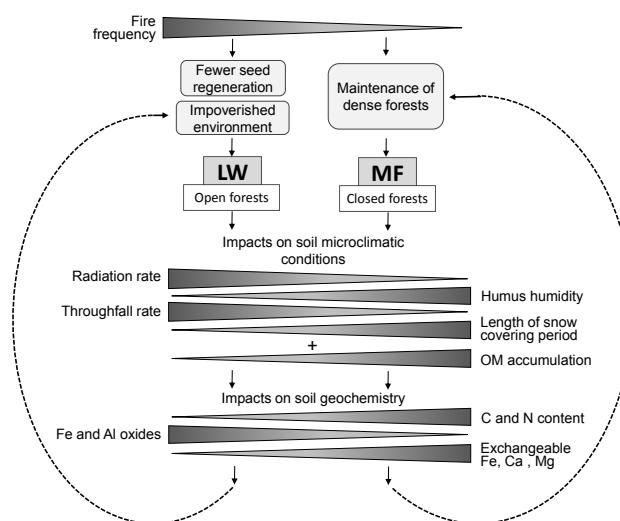 Fire
frequency
Fewer seed
regeneration
Impoverished
environment
Maintenance of
dense forests
LW
Open forests
MF
Closed forests
Impacts on soil microclimatic
conditions
Radiation rate
Humus humidity
Throughfall rate
Length of snow
covering period
+
OM accumulation
Impacts on soil geochemistry
C and N content
Fe and Al oxides
Exchangeable
Fe, Ca , Mg